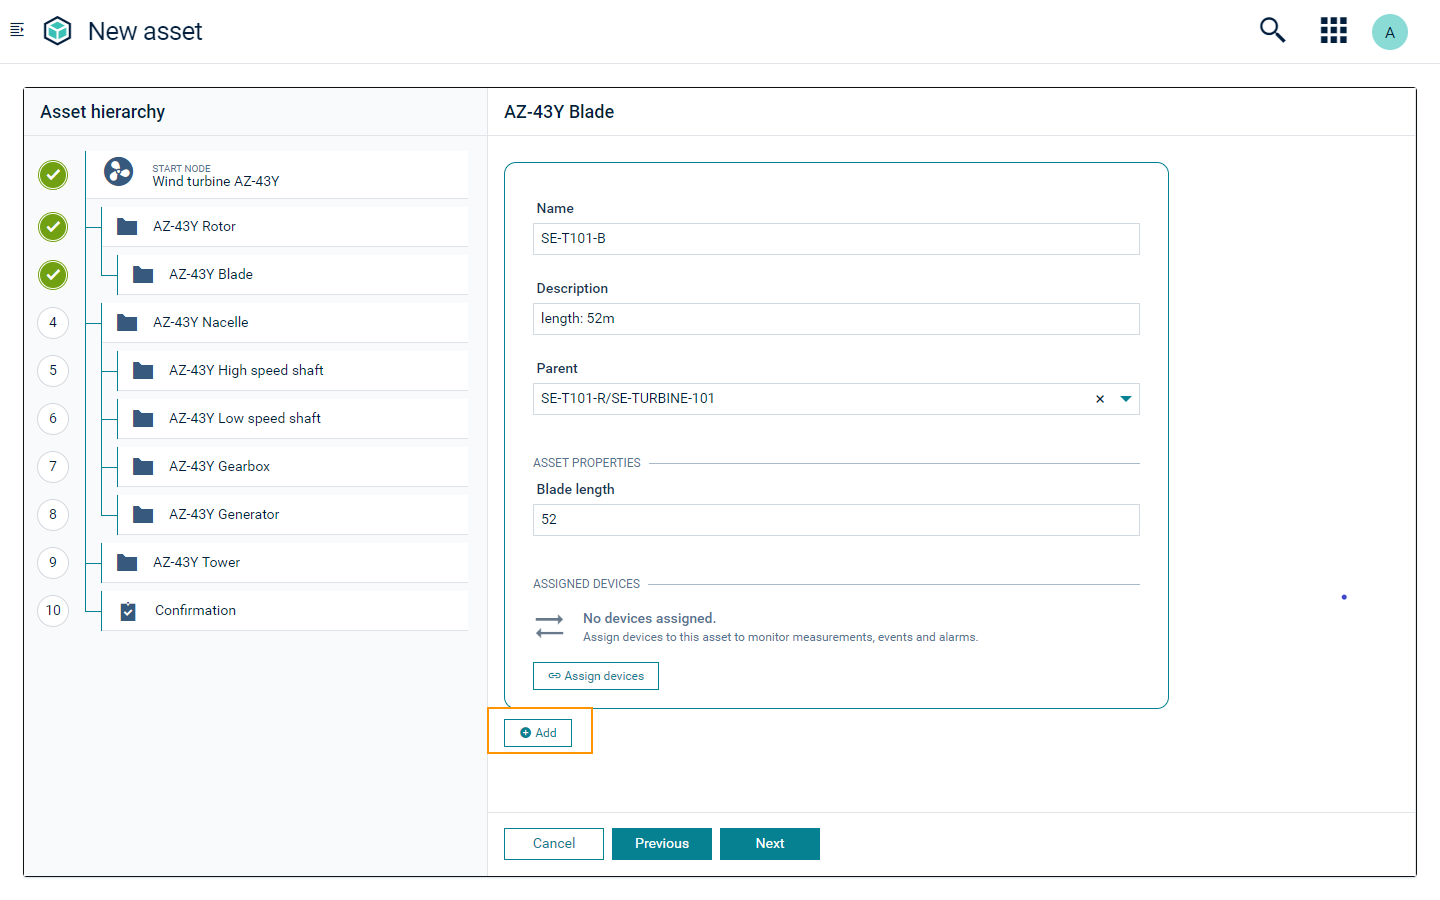 New asset
A
Asset hierarchy
START NODE
Wind turbine AZ-43Y
AZ-43Y Rotor
AZ-43Y Blade
4
AZ-43Y Nacelle
5
AZ-43Y High speed shaft
6
AZ-43Y Low speed shaft
7
AZ-43Y Gearbox
8
AZ-43Y Generator
9
AZ-43Y Tower
10
Confirmation
AZ-43Y Blade
Name
SE-T101-B
Description
length: 52m
Parent
SE-T101-R/SE-TURBINE-101
ASSET PROPERTIES
Blade length
52
ASSIGNED DEVICES
No devices assigned.
Assign devices to this asset to monitor measurements, events and alarms.
Assign devices
Add
Cancel
Previous
Next